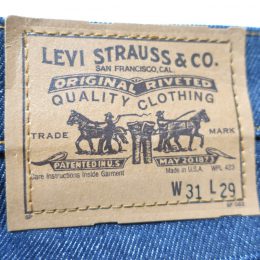 LEVI STRAUSS & CO.
SAN FRANCISCO, CAL.
ORIGINAL RIVETED
QUALITY CLOTHING
TRADE MARK
PATENTED IN U.S. MAY 20 1873
Care Instructions Inside Garment Made in U.S.A. WPL 423
W 31 L 29